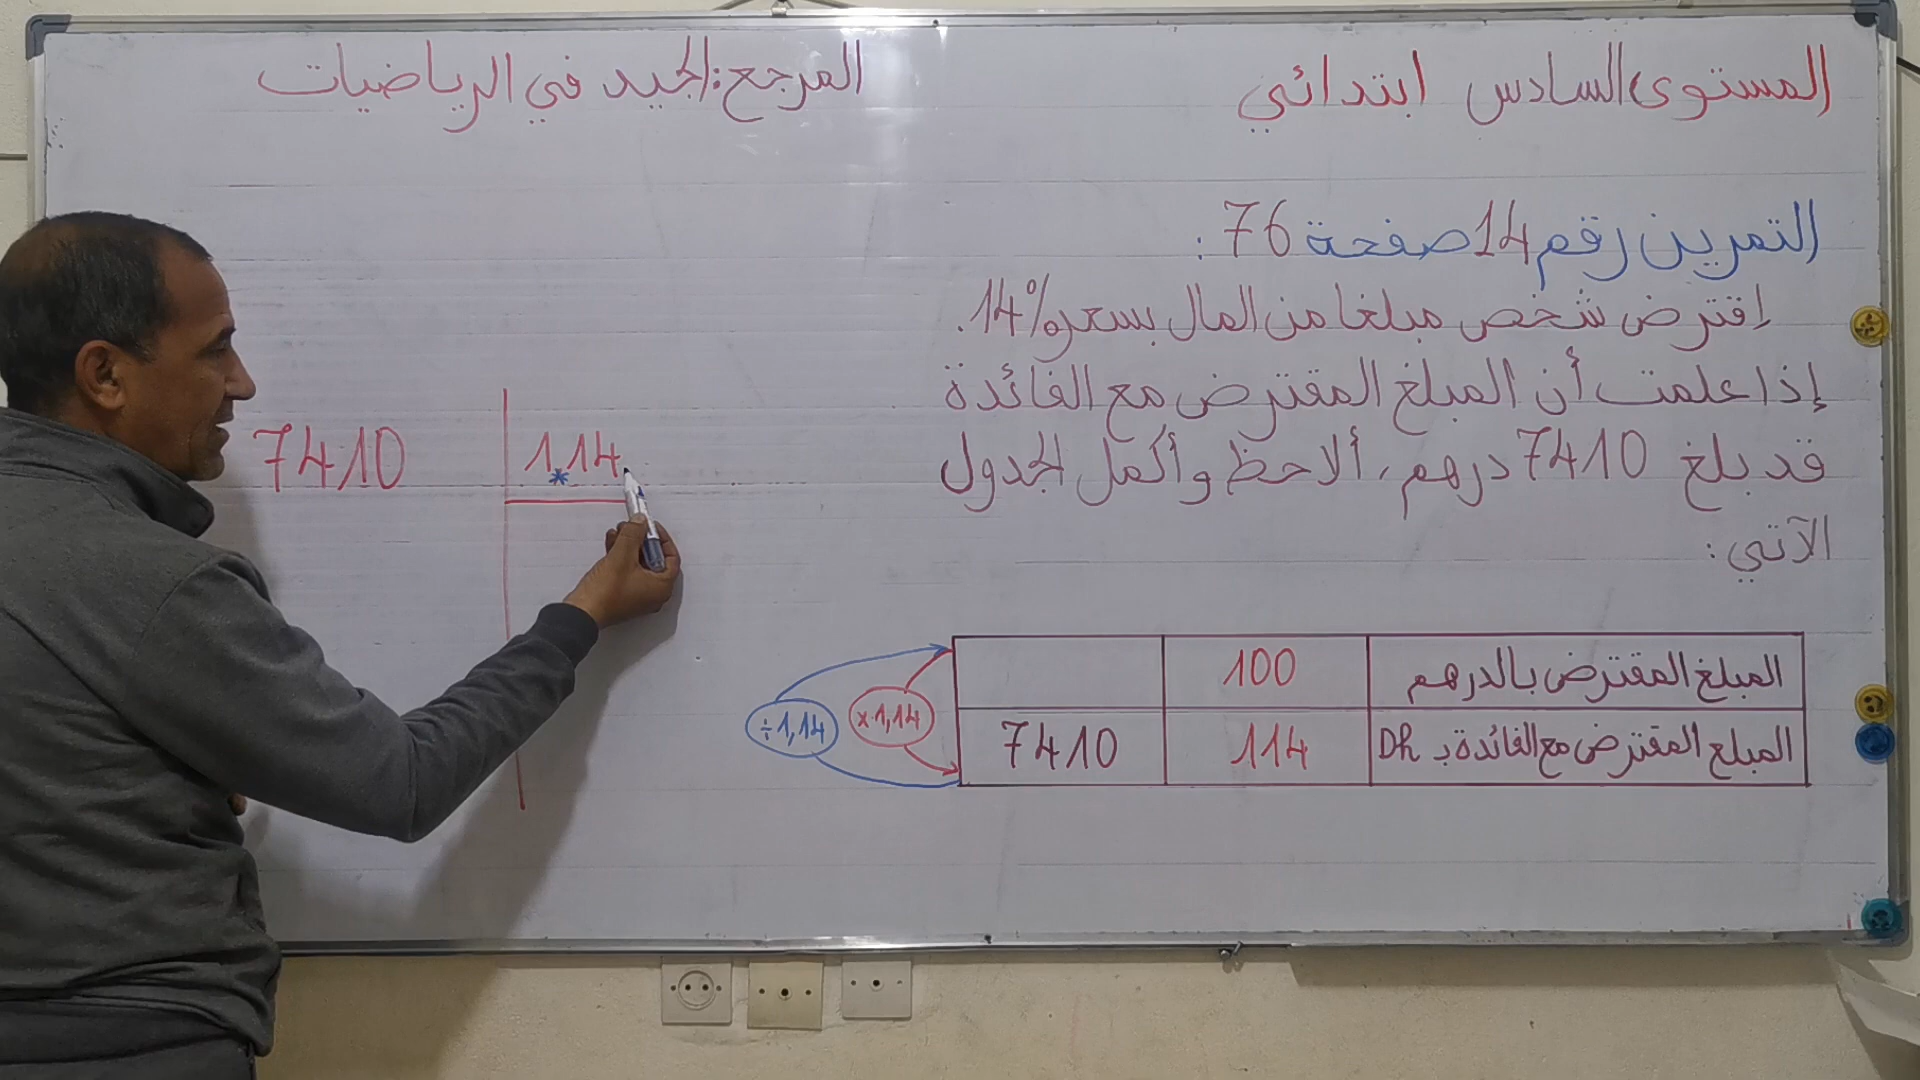 المستوى السادس ابتدائي
المرجع: الجيد في الرياضيات
التمرين رقم 14 صفحة 76 :
إقترض شخص مبلغا من المال بسعر 14%.
إذا علمت أن المبلغ المقترض مع الفائدة
قد بلغ 7410 درهم، ألاحظ وأكمل الجدول
الآتي :
المبلغ المقترض بالدرهم 100
المبلغ المقترض مع الفائدة بـ Dh 114 7410
×1,14
÷1,14
7410 1,14